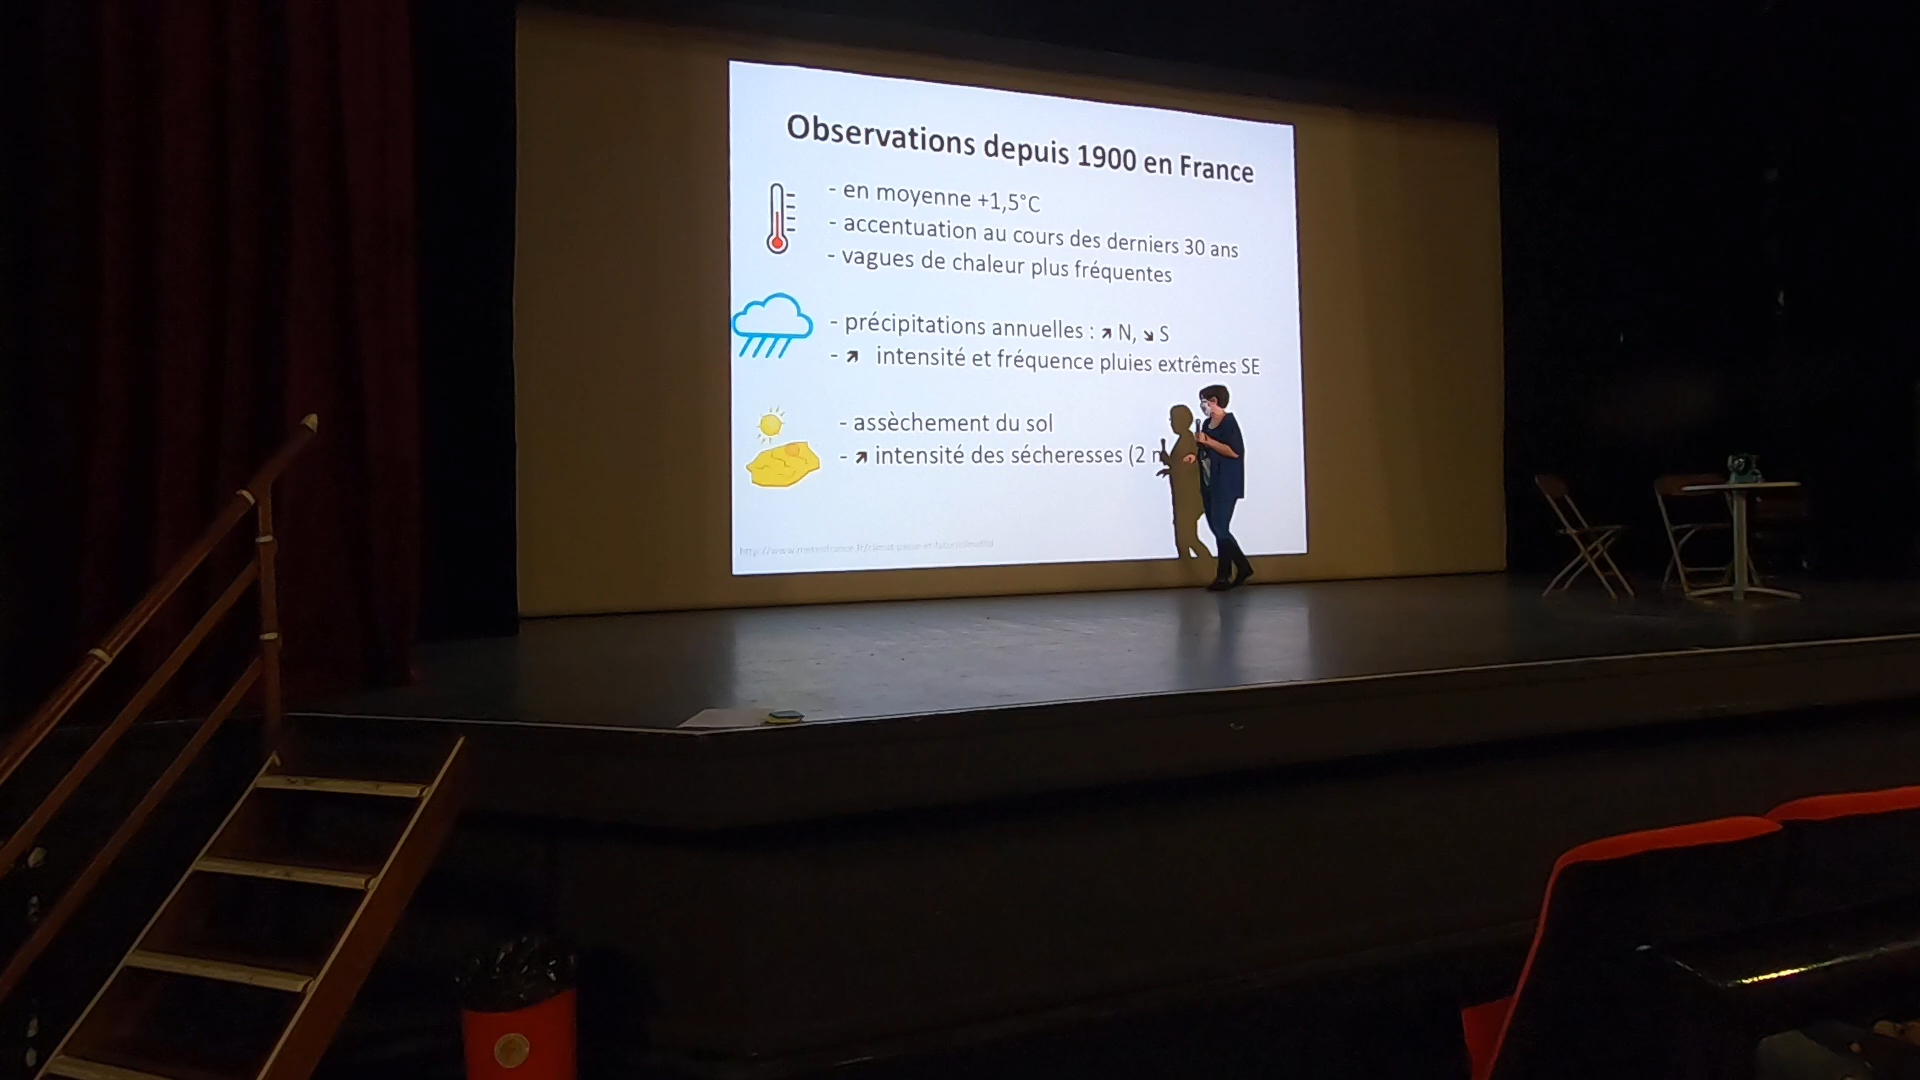 Observations depuis 1900 en France
- en moyenne +1,5°C
- accentuation au cours des derniers 30 ans
- vagues de chaleur plus fréquentes
- précipitations annuelles : ↗ N, ↘ S
- ↗ intensité et fréquence pluies extrêmes SE
- assèchement du sol
- ↗ intensité des sécheresses (2